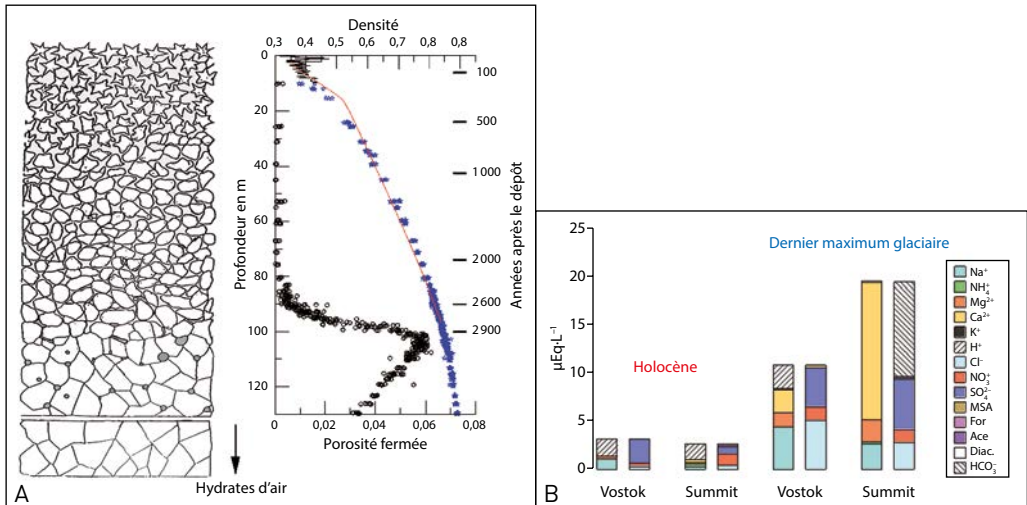 Densité
0,3 0,4 0,5 0,6 0,7 0,8 0,8
0
20
40
60
80
100
120
Profondeur en m
100
500
1000
2000
2600
2900
Années après le dépôt
0 0,02 0,04 0,06 0,08
Porosité fermée
Hydrates d'air
A
25
20
15
10
5
0
µEq·L⁻¹
Dernier maximum glaciaire
Holocène
Vostok Summit Vostok Summit
Na⁺
NH₄⁺
Mg²⁺
Ca²⁺
K⁺
H⁺
Cl⁻
NO₃⁺
SO₄²⁻
MSA
For
Ace
Diac.
HCO₃⁻
B